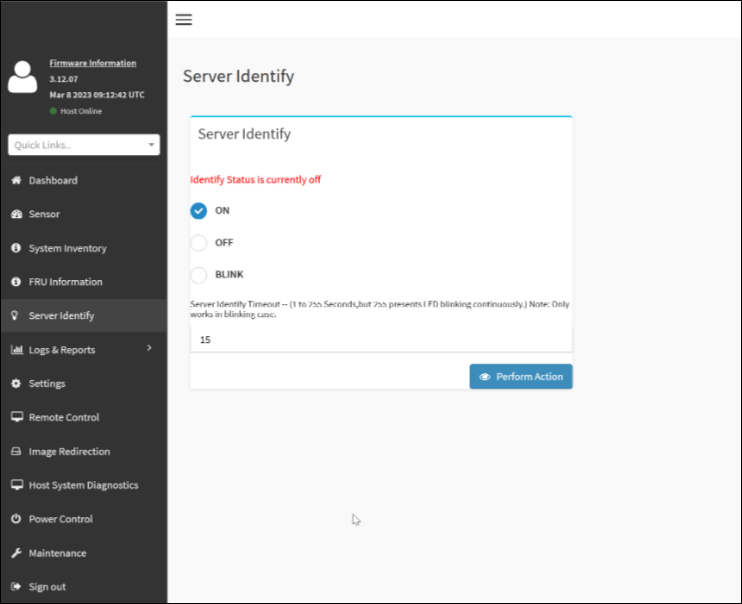 Firmware Information
3.12.07
Mar 8 2023 09:12:42 UTC
Host Online
Quick Links..
Dashboard
Sensor
System Inventory
FRU Information
Server Identify
Logs & Reports
Settings
Remote Control
Image Redirection
Host System Diagnostics
Power Control
Maintenance
Sign out
Server Identify
Server Identify
Identify Status is currently off
ON
OFF
BLINK
Server Identify Timeout -- (1 to 255 Seconds,but 255 presents LED blinking continuously.) Note: Only
works in blinking case.
15
Perform Action